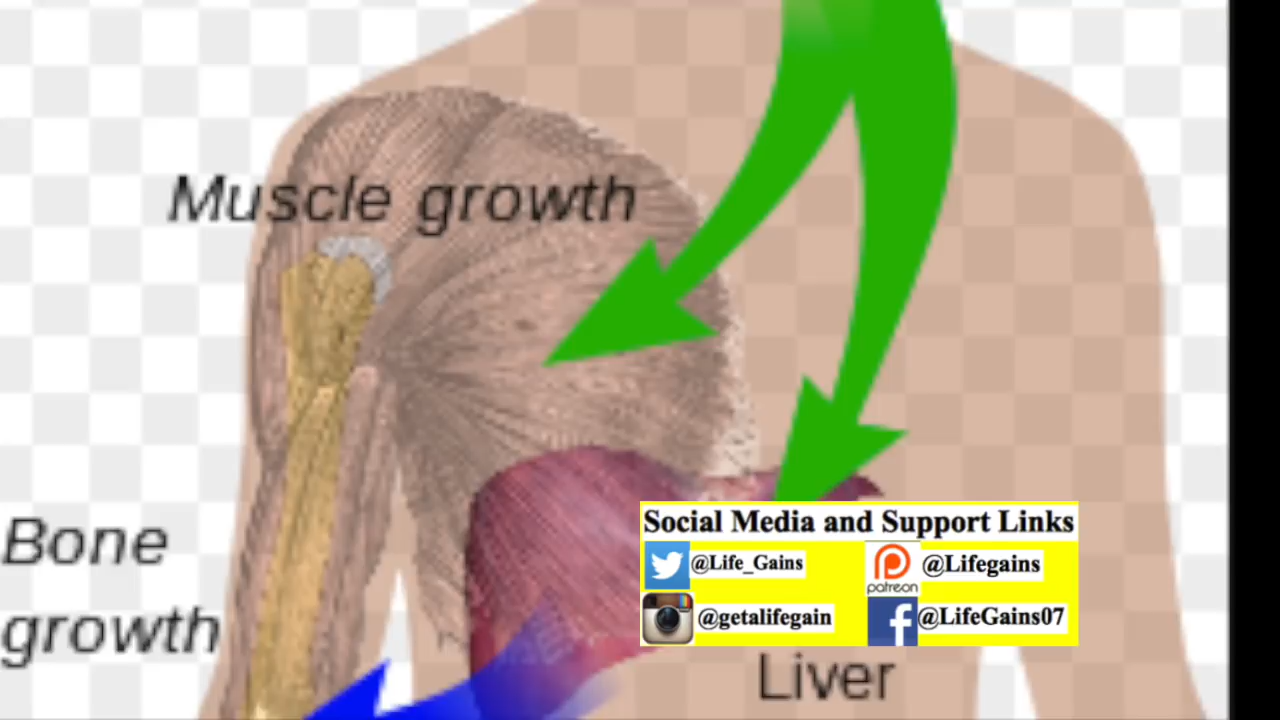 Muscle growth
Bone
growth
Social Media and Support Links
@Life_Gains
patreon
@Lifegains
@getalifegain
f
@LifeGains07
Liver